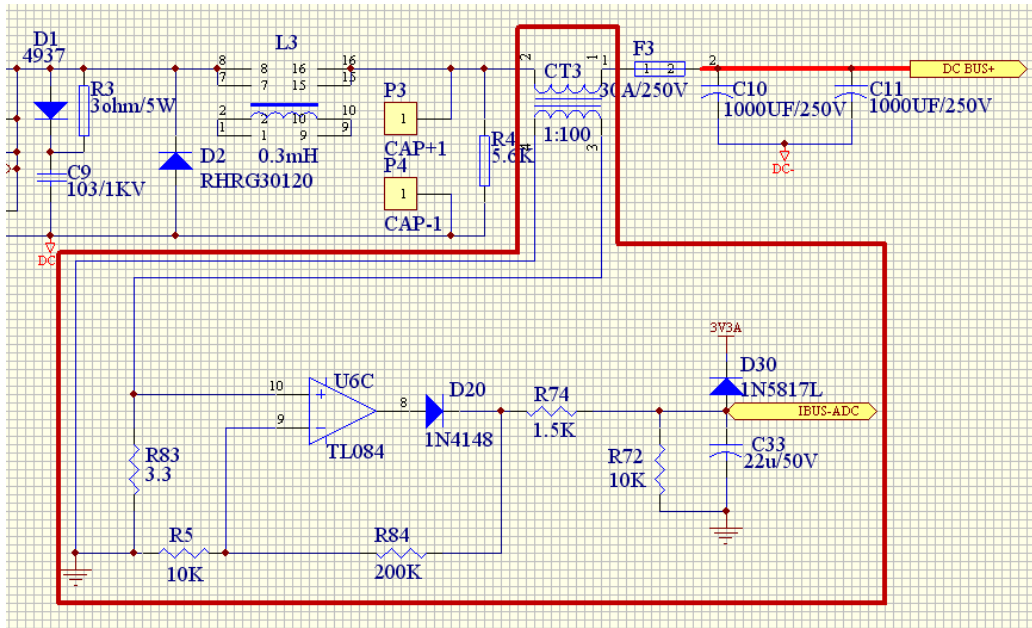 D1
4937
R3
3ohm/5W
C9
103/1KV
DC
D2
RHRG30120
L3
8
7
8 16
7 15
16
15
2
1
2 10
1 9
10
9
0.3mH
P3
1
CAP+1
P4
1
CAP-1
R4
5.6K
2
CT3
1
4
1:100
3
F3
1 2
30A/250V
2
C10
1000UF/250V
C11
1000UF/250V
DC BUS+
DC-
10
9
U6C
8
TL084
D20
1N4148
R74
1.5K
3V3A
D30
1N5817L
IBUS-ADC
R72
10K
C33
22u/50V
R83
3.3
R5
10K
R84
200K